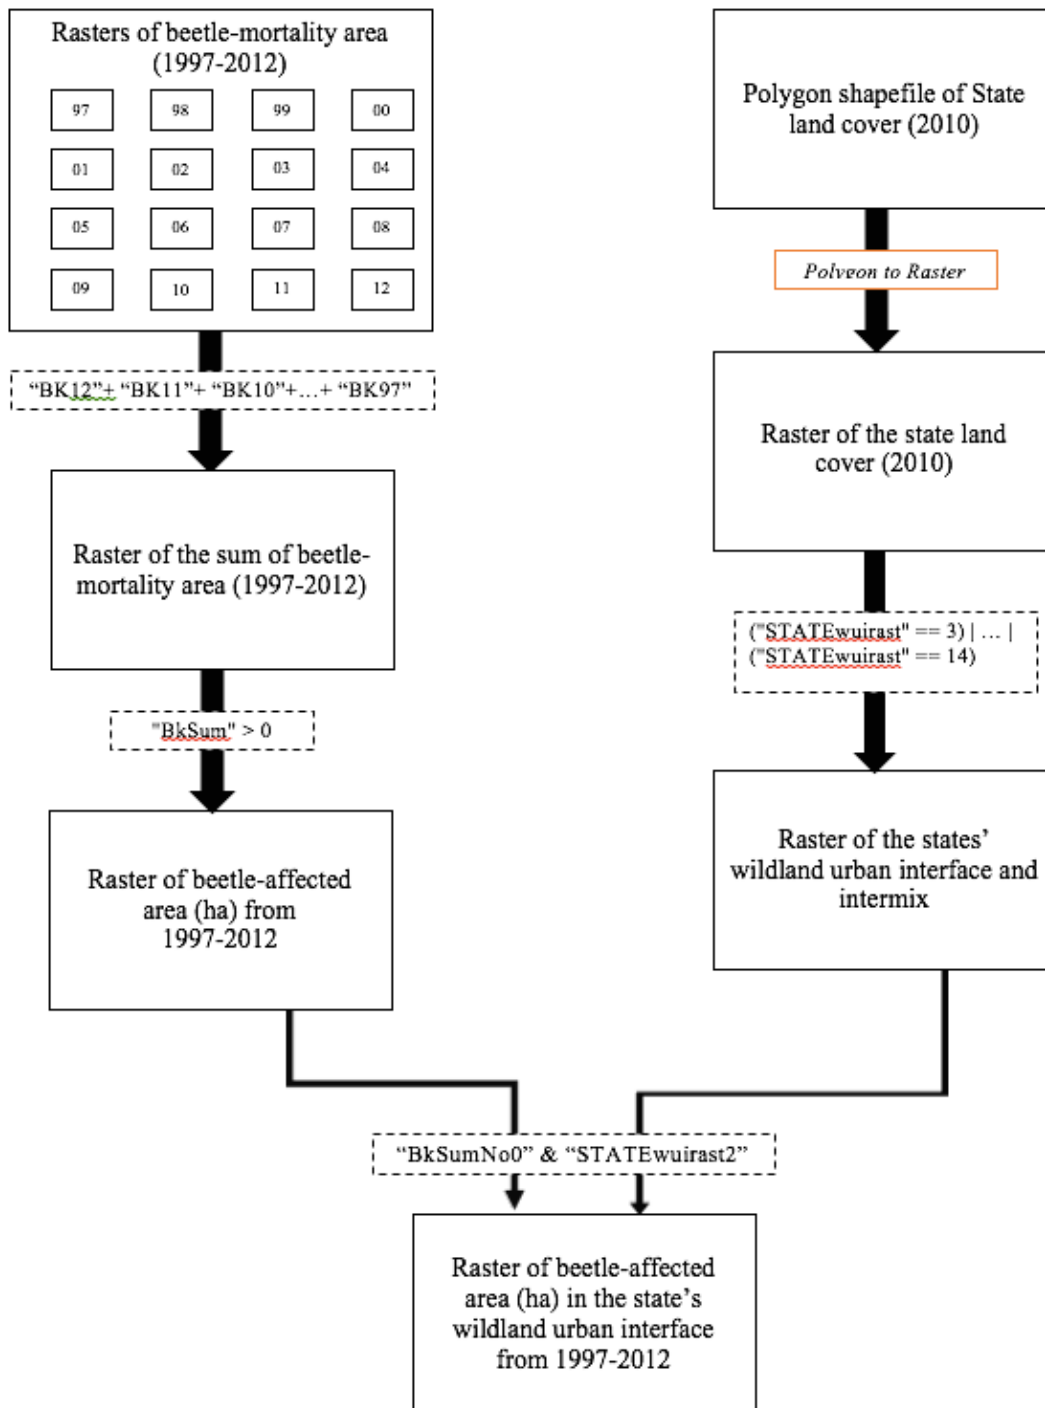 Rasters of beetle-mortality area
(1997-2012)
97 98 99 00
01 02 03 04
05 06 07 08
09 10 11 12
“BK12”+ “BK11”+ “BK10”+…+ “BK97”
Raster of the sum of beetle-
mortality area (1997-2012)
"BkSum" > 0
Raster of beetle-affected
area (ha) from
1997-2012
Polygon shapefile of State
land cover (2010)
Polygon to Raster
Raster of the state land
cover (2010)
("STATEwuirast" == 3) | … |
("STATEwuirast" == 14)
Raster of the states’
wildland urban interface and
intermix
“BkSumNo0” & “STATEwuirast2”
Raster of beetle-affected
area (ha) in the state’s
wildland urban interface
from 1997-2012